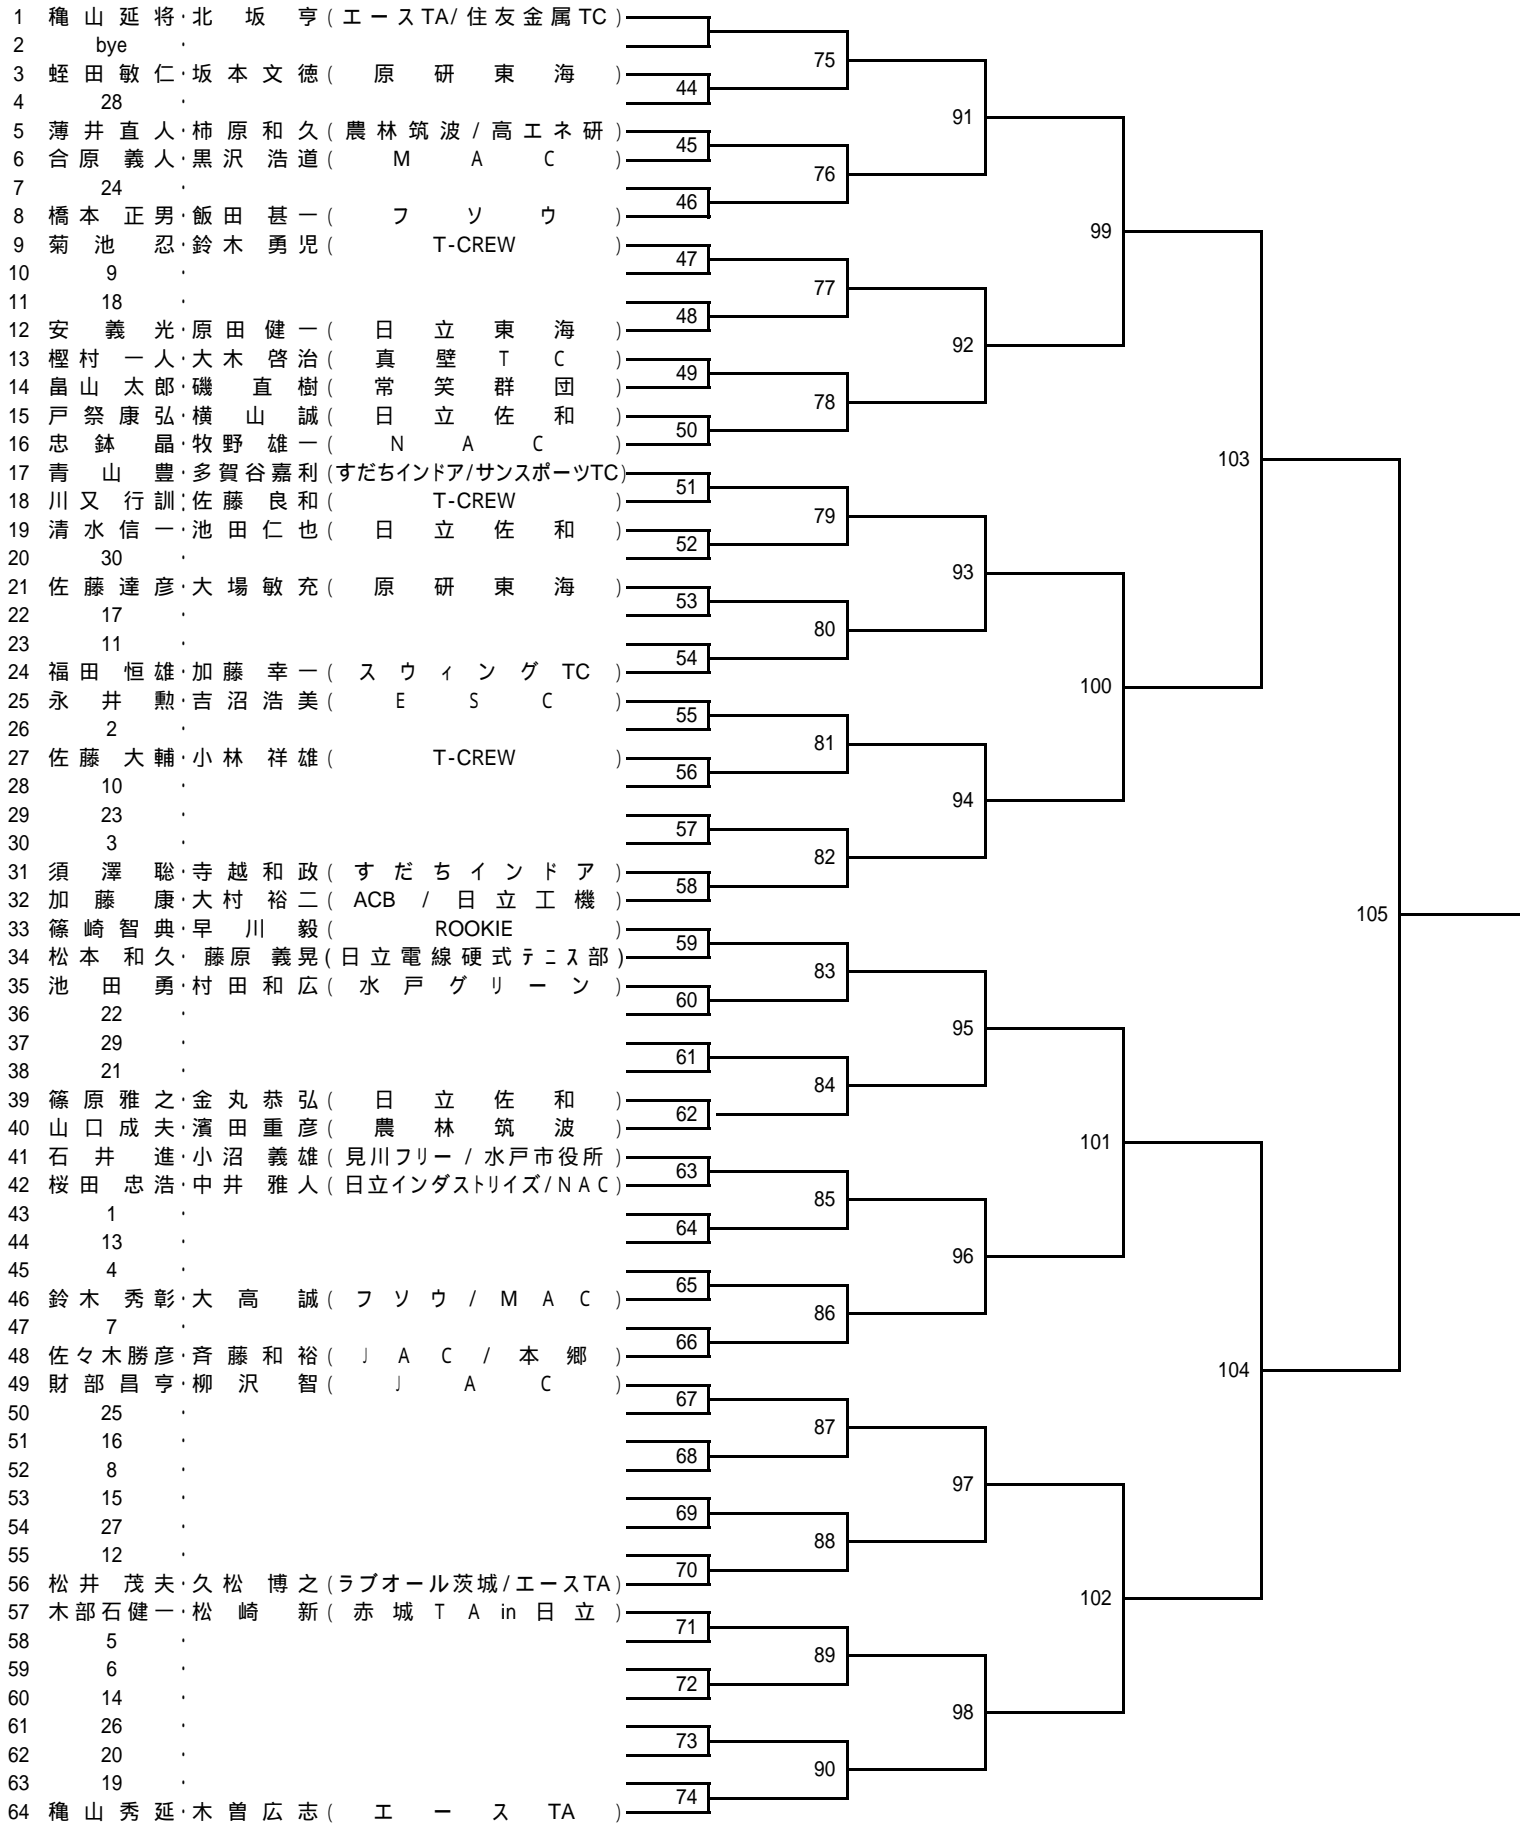 1 穐山延将・北坂亨(エースTA/住友金属TC)
2 bye ・
75
3 蛭田敏仁・坂本文徳(原研東海)
44
4 28 ・
91
5 薄井直人・柿原和久(農林筑波/高エネ研)
45
6 合原義人・黒沢浩道(MAC)
76
7 24 ・
46
8 橋本正男・飯田甚一(フソウ)
99
9 菊池忍・鈴木勇児(T-CREW)
47
10 9 ・
77
11 18 ・
48
12 安義光・原田健一(日立東海)
92
13 樫村一人・大木啓治(真壁TC)
49
14 畠山太郎・磯直樹(常笑群団)
78
15 戸祭康弘・横山誠(日立佐和)
50
16 忠鉢晶・牧野雄一(NAC)
103
17 青山豊・多賀谷嘉利(すだちインドア/サンスポーツTC)
51
18 川又行訓・佐藤良和(T-CREW)
79
19 清水信一・池田仁也(日立佐和)
52
20 30 ・
93
21 佐藤達彦・大場敏充(原研東海)
53
22 17 ・
80
23 11 ・
54
24 福田恒雄・加藤幸一(スウィングTC)
100
25 永井勲・吉沼浩美(ESC)
55
26 2 ・
81
27 佐藤大輔・小林祥雄(T-CREW)
56
28 10 ・
94
29 23 ・
57
30 3 ・
82
31 須澤聡・寺越和政(すだちインドア)
58
32 加藤康・大村裕二(ACB/日立工機)
105
33 篠崎智典・早川毅(ROOKIE)
59
34 松本和久・藤原義晃(日立電線硬式テニス部)
83
35 池田勇・村田和広(水戸グリーン)
60
36 22 ・
95
37 29 ・
61
38 21 ・
84
39 篠原雅之・金丸恭弘(日立佐和)
62
40 山口成夫・濱田重彦(農林筑波)
101
41 石井進・小沼義雄(見川フリー/水戸市役所)
63
42 桜田忠浩・中井雅人(日立インダストリイズ/NAC)
85
43 1 ・
64
44 13 ・
96
45 4 ・
65
46 鈴木秀彰・大高誠(フソウ/MAC)
86
47 7 ・
66
48 佐々木勝彦・斉藤和裕(JAC/本郷)
104
49 財部昌亨・柳沢智(JAC)
67
50 25 ・
87
51 16 ・
68
52 8 ・
97
53 15 ・
69
54 27 ・
88
55 12 ・
70
56 松井茂夫・久松博之(ラブオール茨城/エースTA)
102
57 木部石健一・松崎新(赤城TAin日立)
71
58 5 ・
89
59 6 ・
72
60 14 ・
98
61 26 ・
73
62 20 ・
90
63 19 ・
74
64 穐山秀延・木曽広志(エースTA)